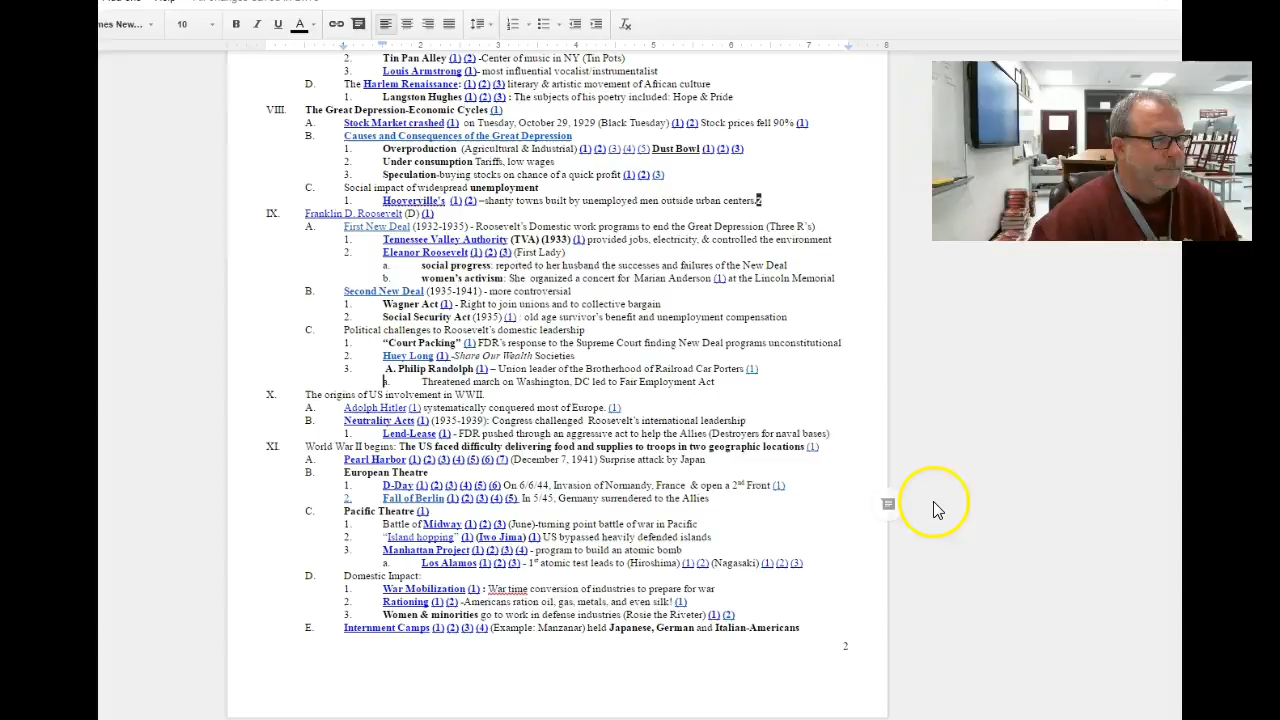 10 B I U A
2 3 4 5 6 7 8
2. Tin Pan Alley (1) (2) -Center of music in NY (Tin Pots)
3. Louis Armstrong (1)- most influential vocalist/instrumentalist
D. The Harlem Renaissance: (1) (2) (3) literary & artistic movement of African culture
1. Langston Hughes (1) (2) (3) : The subjects of his poetry included: Hope & Pride
VIII. The Great Depression-Economic Cycles (1)
A. Stock Market crashed (1) on Tuesday, October 29, 1929 (Black Tuesday) (1) (2) Stock prices fell 90% (1)
B. Causes and Consequences of the Great Depression
1. Overproduction (Agricultural & Industrial) (1) (2) (3) (4) (5) Dust Bowl (1) (2) (3)
2. Under consumption Tariffs, low wages
3. Speculation-buying stocks on chance of a quick profit (1) (2) (3)
C. Social impact of widespread unemployment
1. Hooverville's (1) (2) –shanty towns built by unemployed men outside urban centers.
IX. Franklin D. Roosevelt (D) (1)
A. First New Deal (1932-1935) - Roosevelt's Domestic work programs to end the Great Depression (Three R's)
1. Tennessee Valley Authority (TVA) (1933) (1) provided jobs, electricity, & controlled the environment
2. Eleanor Roosevelt (1) (2) (3) (First Lady)
a. social progress: reported to her husband the successes and failures of the New Deal
b. women's activism: She organized a concert for Marian Anderson (1) at the Lincoln Memorial
B. Second New Deal (1935-1941) - more controversial
1. Wagner Act (1) - Right to join unions and to collective bargain
2. Social Security Act (1935) (1) : old age survivor's benefit and unemployment compensation
C. Political challenges to Roosevelt's domestic leadership
1. "Court Packing" (1) FDR's response to the Supreme Court finding New Deal programs unconstitutional
2. Huey Long (1) -Share Our Wealth Societies
3. A. Philip Randolph (1) – Union leader of the Brotherhood of Railroad Car Porters (1)
a. Threatened march on Washington, DC led to Fair Employment Act
X. The origins of US involvement in WWII.
A. Adolph Hitler (1) systematically conquered most of Europe. (1)
B. Neutrality Acts (1) (1935-1939): Congress challenged Roosevelt's international leadership
1. Lend-Lease (1) - FDR pushed through an aggressive act to help the Allies (Destroyers for naval bases)
XI. World War II begins: The US faced difficulty delivering food and supplies to troops in two geographic locations (1)
A. Pearl Harbor (1) (2) (3) (4) (5) (6) (7) (December 7, 1941) Surprise attack by Japan
B. European Theatre
1. D-Day (1) (2) (3) (4) (5) (6) On 6/6/44, Invasion of Normandy, France & open a 2nd Front (1)
2. Fall of Berlin (1) (2) (3) (4) (5) In 5/45, Germany surrendered to the Allies
C. Pacific Theatre (1)
1. Battle of Midway (1) (2) (3) (June)-turning point battle of war in Pacific
2. "Island hopping" (1) (Iwo Jima) (1) US bypassed heavily defended islands
3. Manhattan Project (1) (2) (3) (4) - program to build an atomic bomb
a. Los Alamos (1) (2) (3) - 1st atomic test leads to (Hiroshima) (1) (2) (Nagasaki) (1) (2) (3)
D. Domestic Impact:
1. War Mobilization (1) : War time conversion of industries to prepare for war
2. Rationing (1) (2) -Americans ration oil, gas, metals, and even silk! (1)
3. Women & minorities go to work in defense industries (Rosie the Riveter) (1) (2)
E. Internment Camps (1) (2) (3) (4) (Example: Manzanar) held Japanese, German and Italian-Americans
2